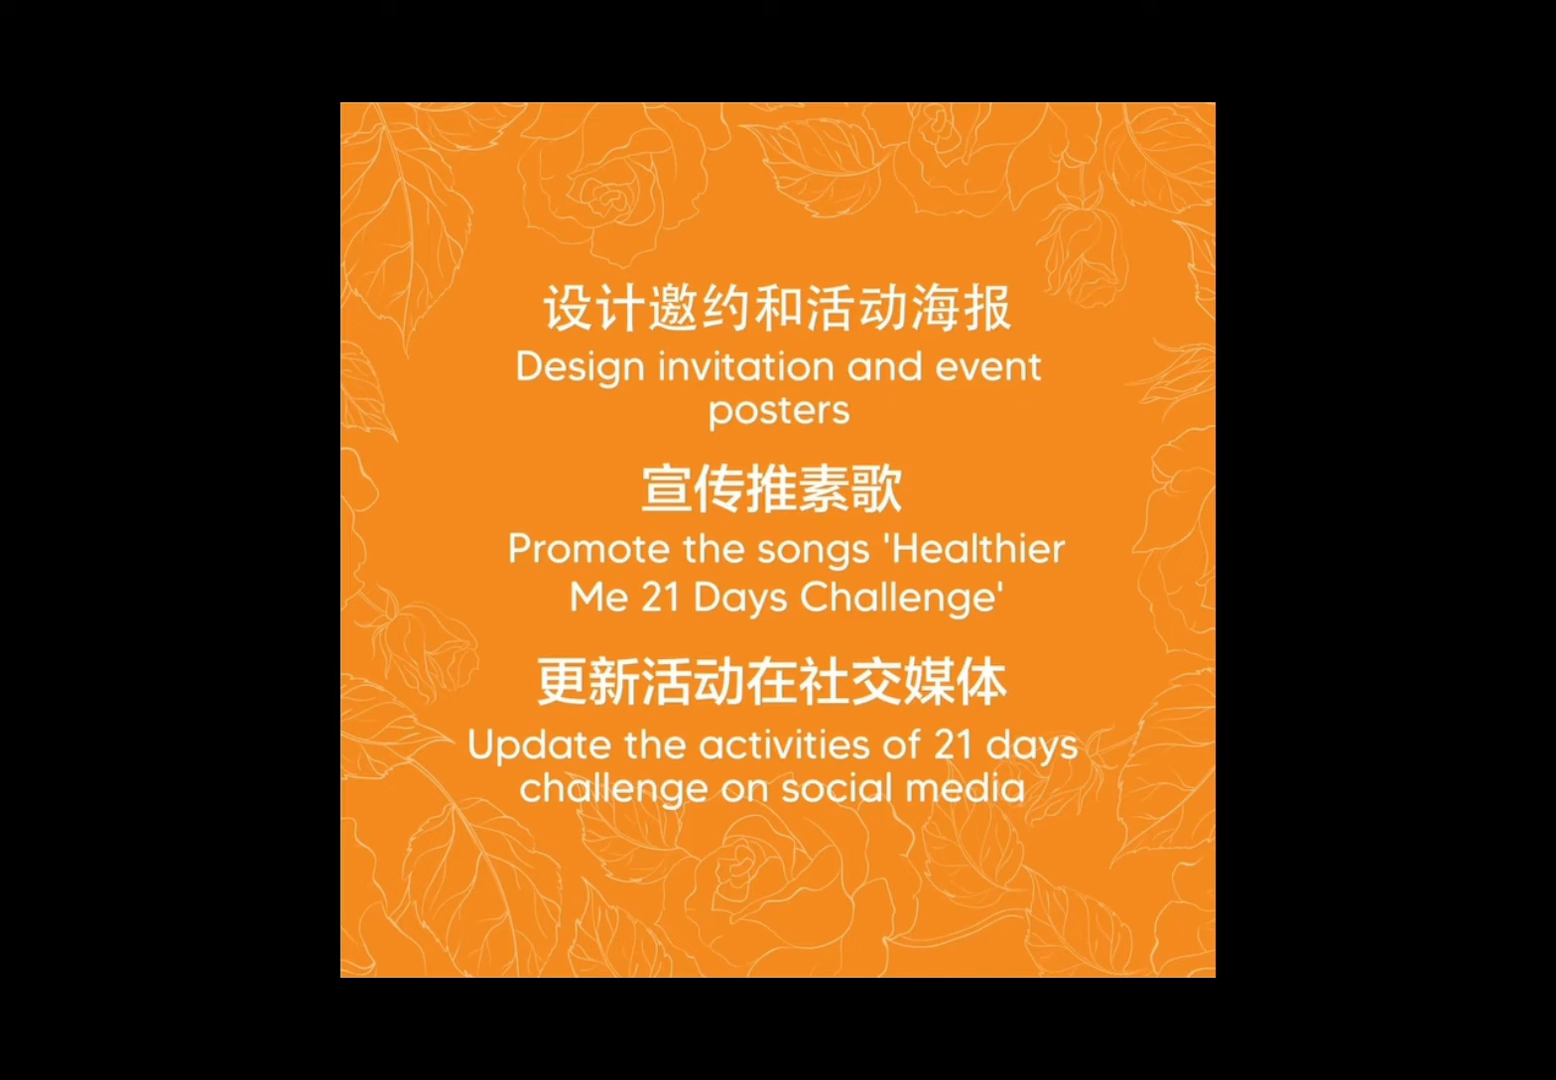 设计邀约和活动海报
Design invitation and event
posters
宣传推素歌
Promote the songs 'Healthier
Me 21 Days Challenge'
更新活动在社交媒体
Update the activities of 21 days
challenge on social media